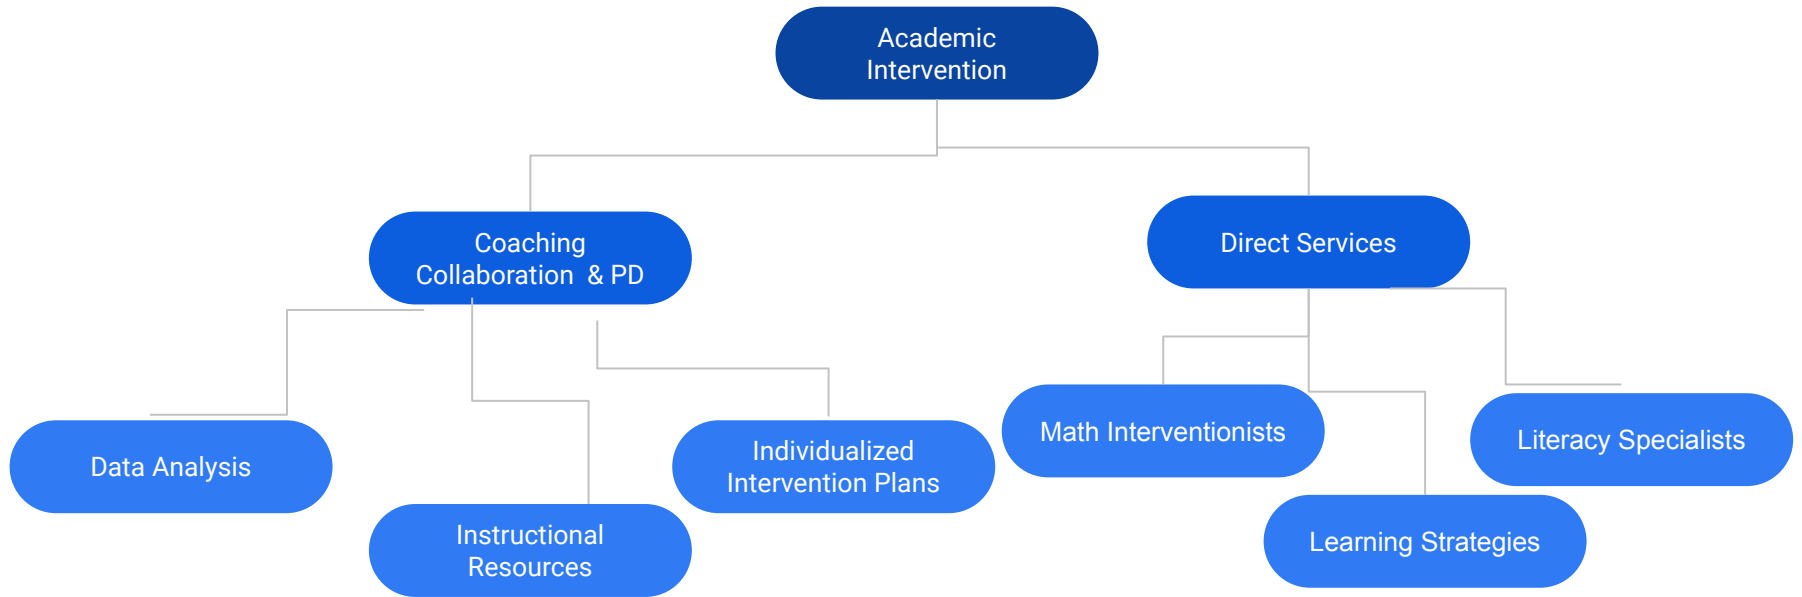 Academic
Intervention
Coaching
Collaboration  & PD
Direct Services
Data Analysis
Instructional
Resources
Individualized
Intervention Plans
Math Interventionists
Learning Strategies
Literacy Specialists